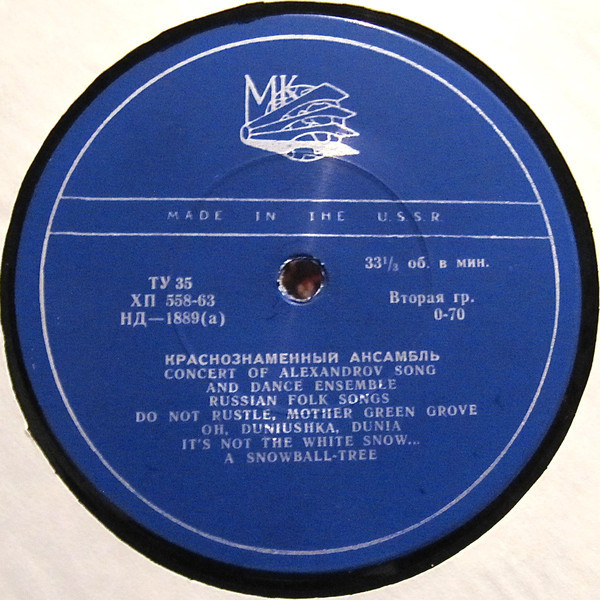 МК
MADE IN THE U.S.S.R.
ТУ 35
ХП 558-63
НД—1889(а)
33⅓ об. в мин.
Вторая гр.
0-70
КРАСНОЗНАМЕННЫЙ АНСАМБЛЬ
CONCERT OF ALEXANDROV SONG
AND DANCE ENSEMBLE
RUSSIAN FOLK SONGS
DO NOT RUSTLE, MOTHER GREEN GROVE
OH, DUNIUSHKA, DUNIA
IT'S NOT THE WHITE SNOW...
A SNOWBALL-TREE